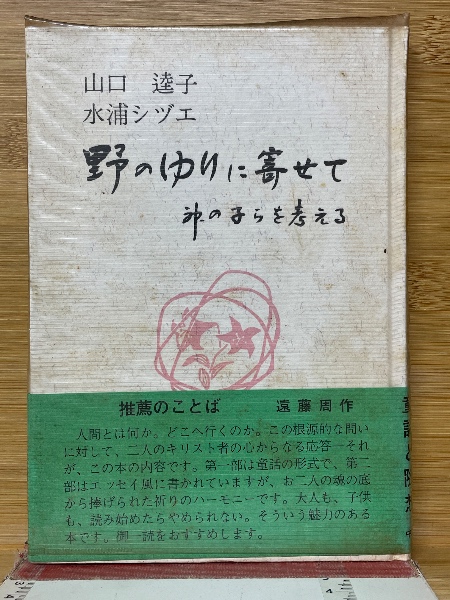 山口 逵子
水浦シヅエ
野のゆりに寄せて
神の子らを考える
推薦のことば 遠藤周作
人間とは何か。どこへ行くのか。この根源的な問い
に対して、二人のキリスト者の心からなる応答―それ
が、この本の内容です。第一部は童話の形式で、第二
部はエッセイ風に書かれていますが、お二人の魂の底
から捧げられた祈りのハーモニーです。大人も、子供
も、読み始めたらやめられない。そういう魅力のある
本です。御一読をおすすめします。
童話と随想